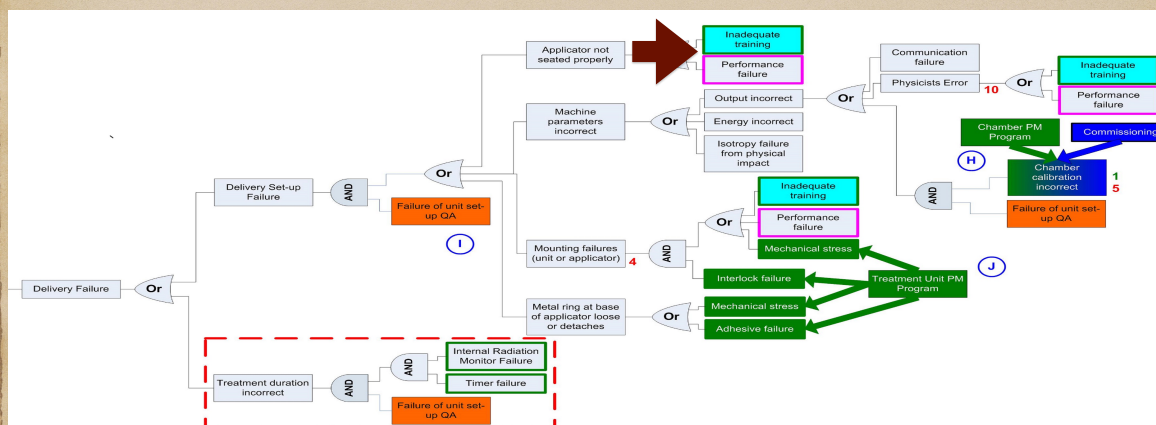 Inadequate
training
Applicator not
seated properly
Performance
failure
Communication
failure
Physicists Error
10
Or
Inadequate
training
Performance
failure
Machine
parameters
incorrect
Or
Output incorrect
Energy incorrect
Isotropy failure
from physical
impact
Or
Chamber PM
Program
Commissioning
H
Chamber
calibration
incorrect
1
5
AND
Failure of unit set-
up QA
Delivery Set-up
Failure
AND
Or
Failure of unit set-
up QA
I
Inadequate
training
Performance
failure
Mechanical stress
Or
Mounting failures
(unit or applicator)
4
AND
Interlock failure
J
Treatment Unit PM
Program
Delivery Failure
Or
Metal ring at base
of applicator loose
or detaches
Or
Mechanical stress
Adhesive failure
Treatment duration
incorrect
AND
AND
Internal Radiation
Monitor Failure
Timer failure
Failure of unit set-
up QA